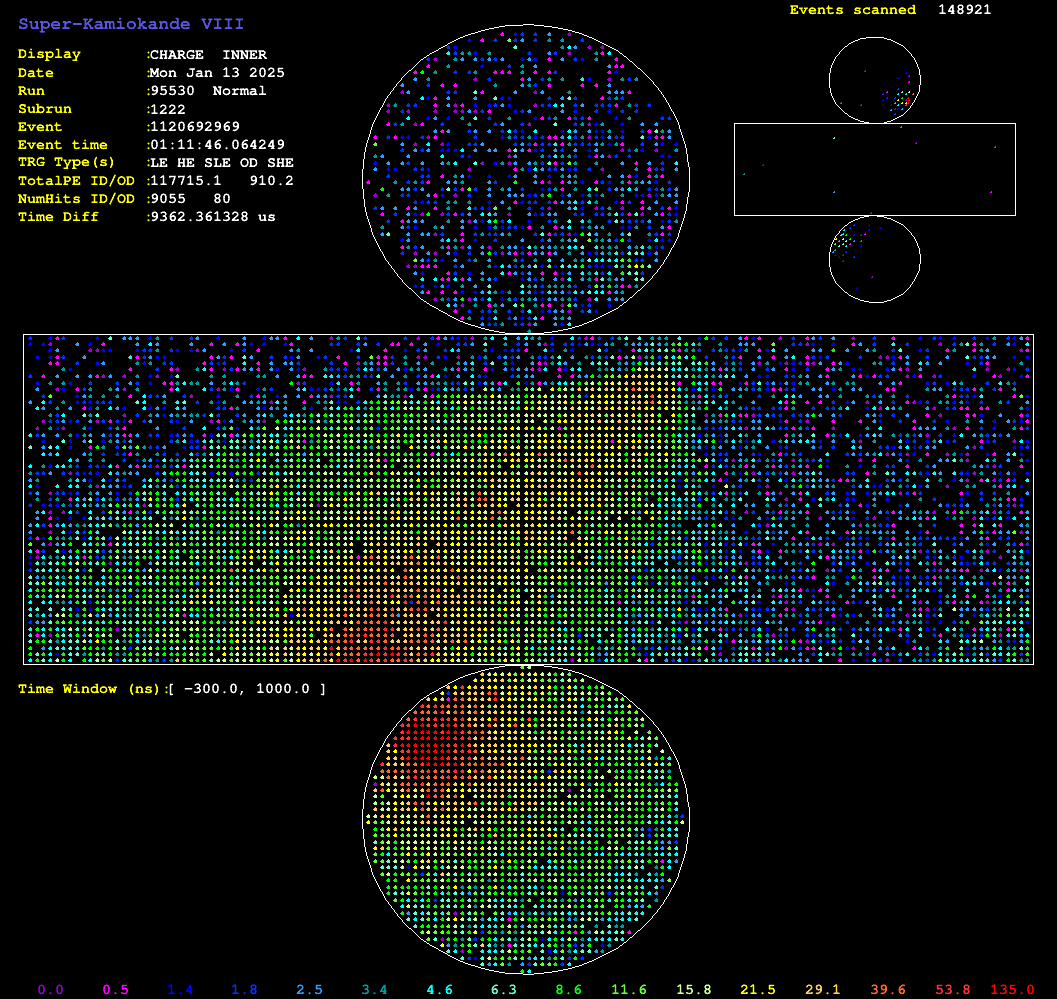 Super-Kamiokande VIII
Events scanned 148921
Display :CHARGE INNER
Date :Mon Jan 13 2025
Run :95530 Normal
Subrun :1222
Event :1120692969
Event time :01:11:46.064249
TRG Type(s) :LE HE SLE OD SHE
TotalPE ID/OD :117715.1 910.2
NumHits ID/OD :9055 80
Time Diff :9362.361328 us
Time Window (ns):[ -300.0, 1000.0 ]
0.0 0.5 1.4 1.8 2.5 3.4 4.6 6.3 8.6 11.6 15.8 21.5 29.1 39.6 53.8 135.0